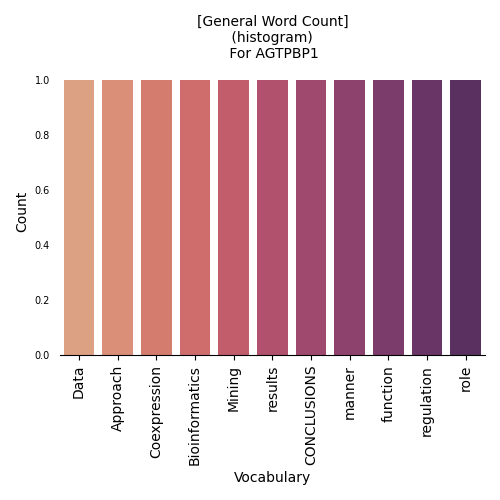 [General Word Count]
(histogram)
For AGTPBP1
Count
1.0
0.8
0.6
0.4
0.2
0.0
Data
Approach
Coexpression
Bioinformatics
Mining
results
CONCLUSIONS
manner
function
regulation
role
Vocabulary